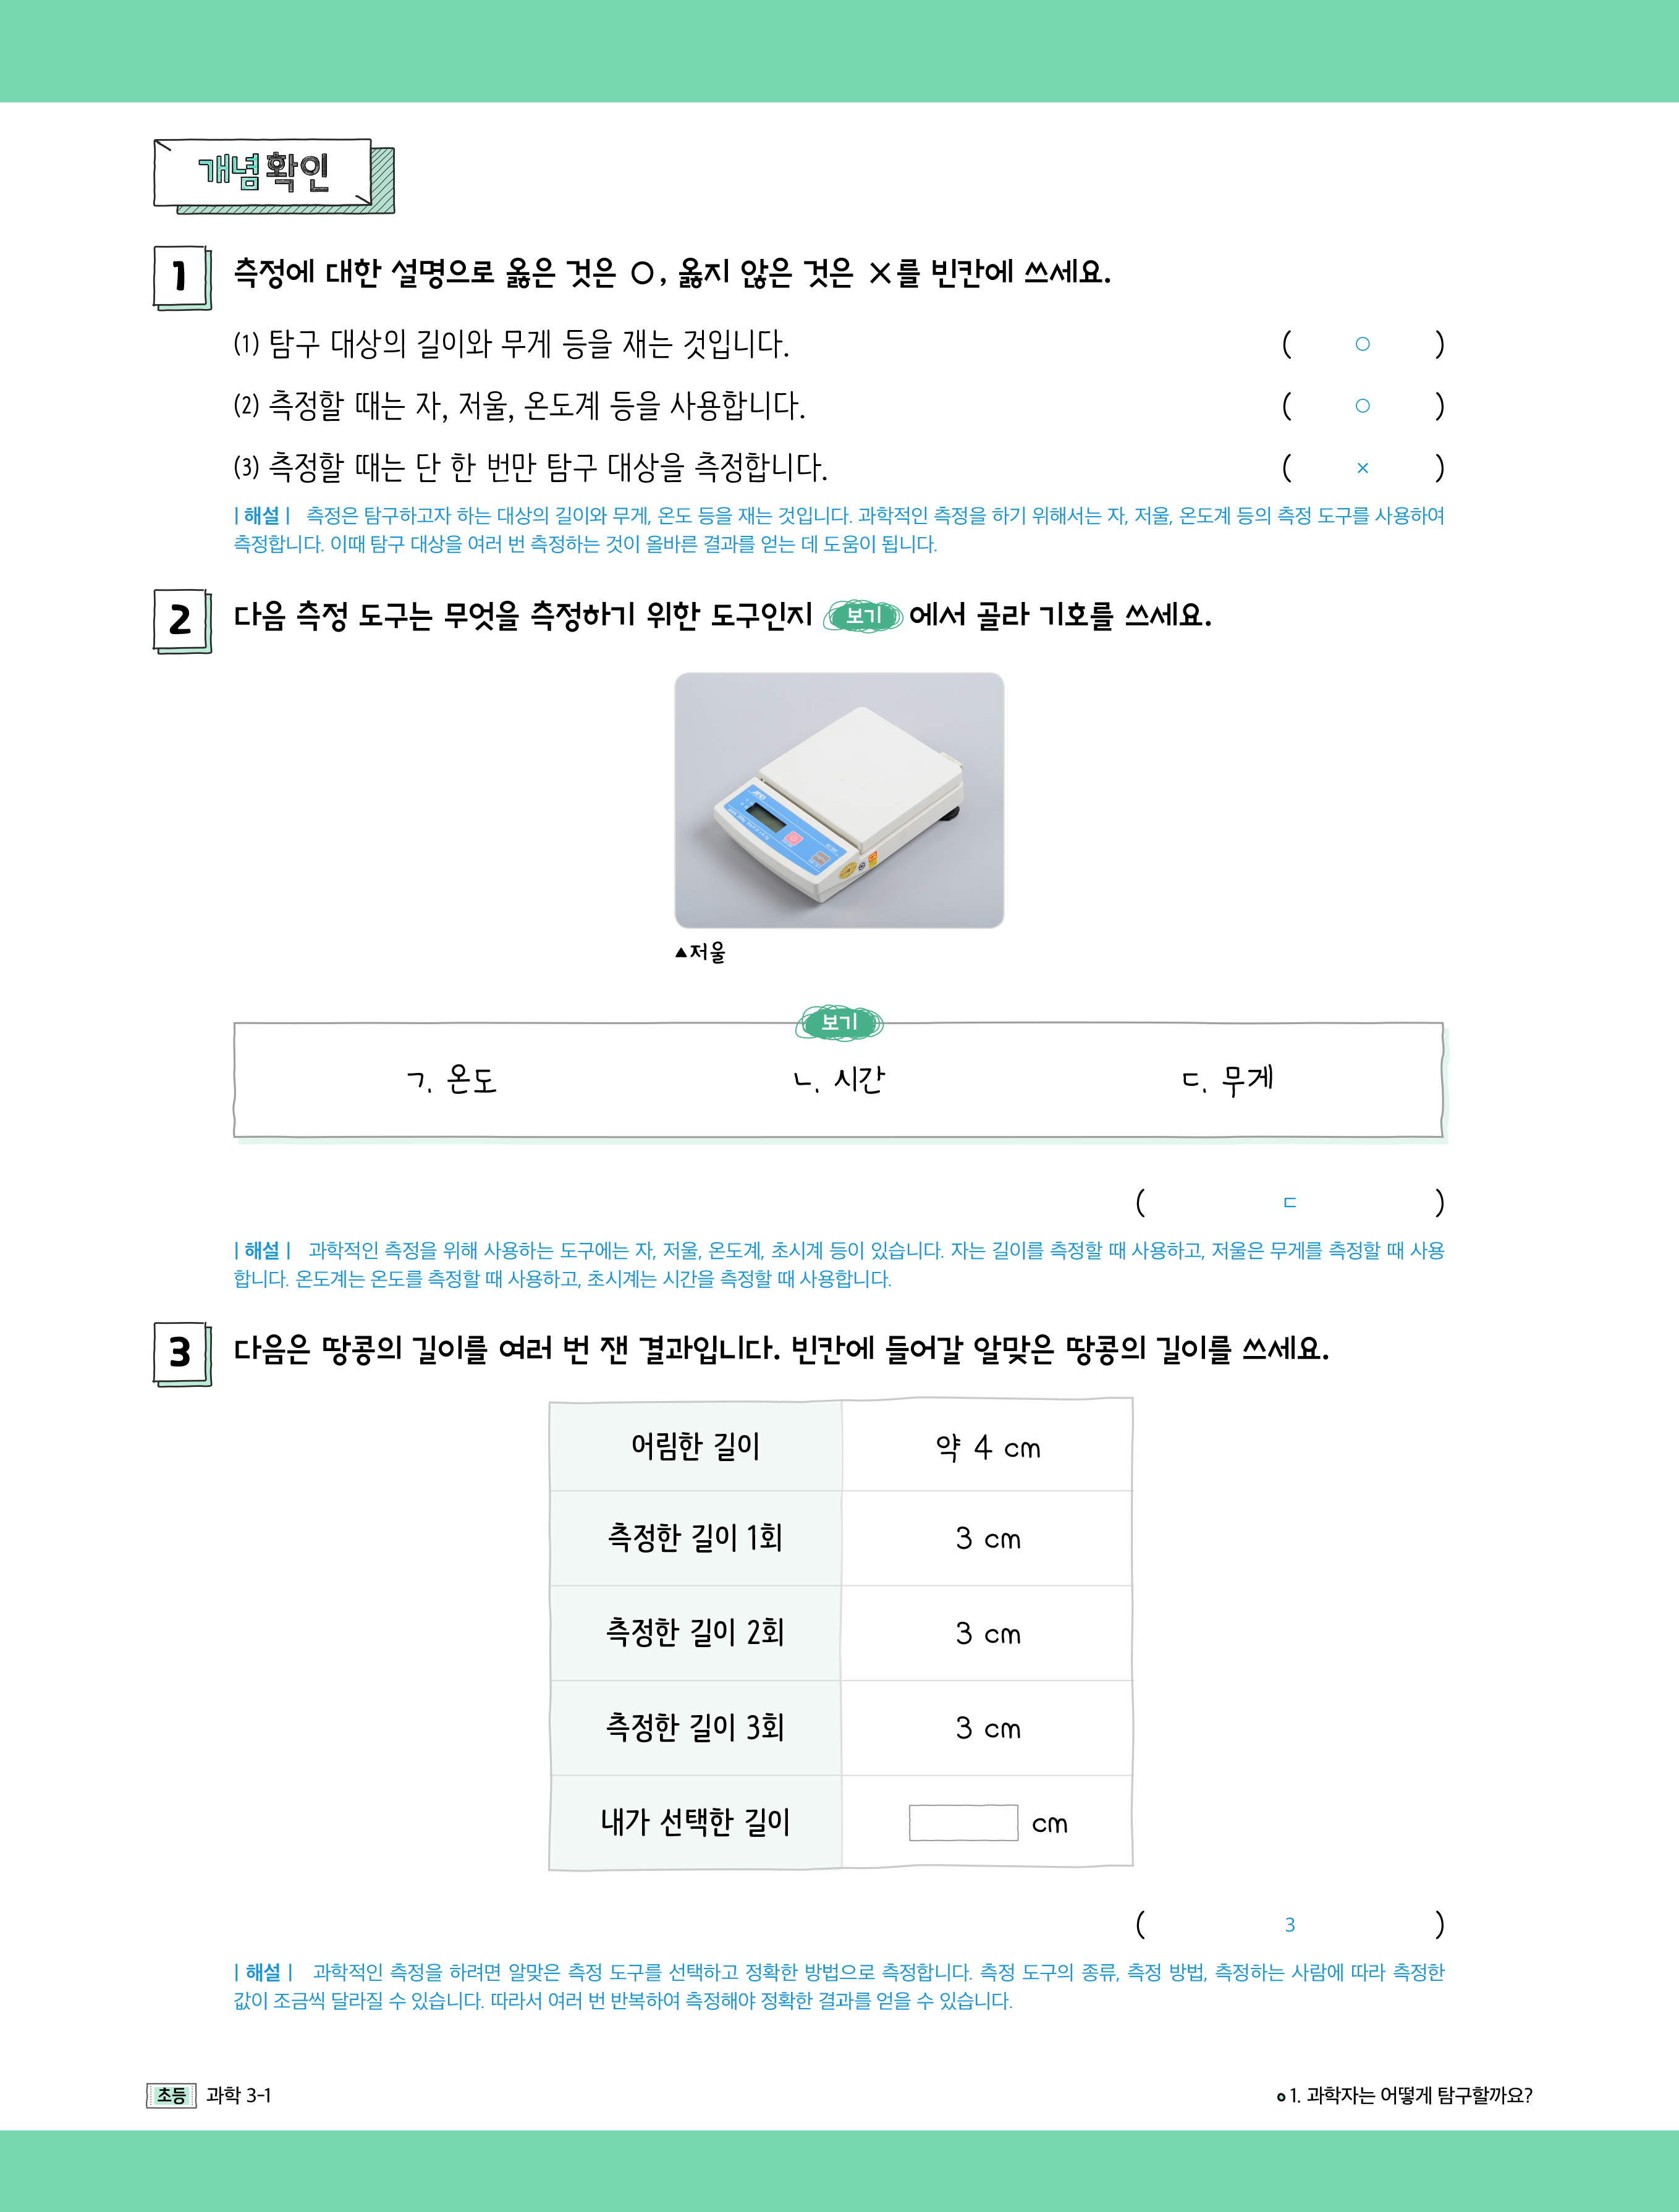 개념확인
1 측정에 대한 설명으로 옳은 것은 ○, 옳지 않은 것은 ×를 빈칸에 쓰세요.
(1) 탐구 대상의 길이와 무게 등을 재는 것입니다. ( ○ )
(2) 측정할 때는 자, 저울, 온도계 등을 사용합니다. ( ○ )
(3) 측정할 때는 단 한 번만 탐구 대상을 측정합니다. ( × )
| 해설 | 측정은 탐구하고자 하는 대상의 길이와 무게, 온도 등을 재는 것입니다. 과학적인 측정을 하기 위해서는 자, 저울, 온도계 등의 측정 도구를 사용하여
측정합니다. 이때 탐구 대상을 여러 번 측정하는 것이 올바른 결과를 얻는 데 도움이 됩니다.
2 다음 측정 도구는 무엇을 측정하기 위한 도구인지 보기 에서 골라 기호를 쓰세요.
▲저울
보기
ㄱ. 온도 ㄴ. 시간 ㄷ. 무게
( ㄷ )
| 해설 | 과학적인 측정을 위해 사용하는 도구에는 자, 저울, 온도계, 초시계 등이 있습니다. 자는 길이를 측정할 때 사용하고, 저울은 무게를 측정할 때 사용
합니다. 온도계는 온도를 측정할 때 사용하고, 초시계는 시간을 측정할 때 사용합니다.
3 다음은 땅콩의 길이를 여러 번 잰 결과입니다. 빈칸에 들어갈 알맞은 땅콩의 길이를 쓰세요.
어림한 길이 약 4 cm
측정한 길이 1회 3 cm
측정한 길이 2회 3 cm
측정한 길이 3회 3 cm
내가 선택한 길이 cm
( 3 )
| 해설 | 과학적인 측정을 하려면 알맞은 측정 도구를 선택하고 정확한 방법으로 측정합니다. 측정 도구의 종류, 측정 방법, 측정하는 사람에 따라 측정한
값이 조금씩 달라질 수 있습니다. 따라서 여러 번 반복하여 측정해야 정확한 결과를 얻을 수 있습니다.
초등 과학 3-1
1. 과학자는 어떻게 탐구할까요?